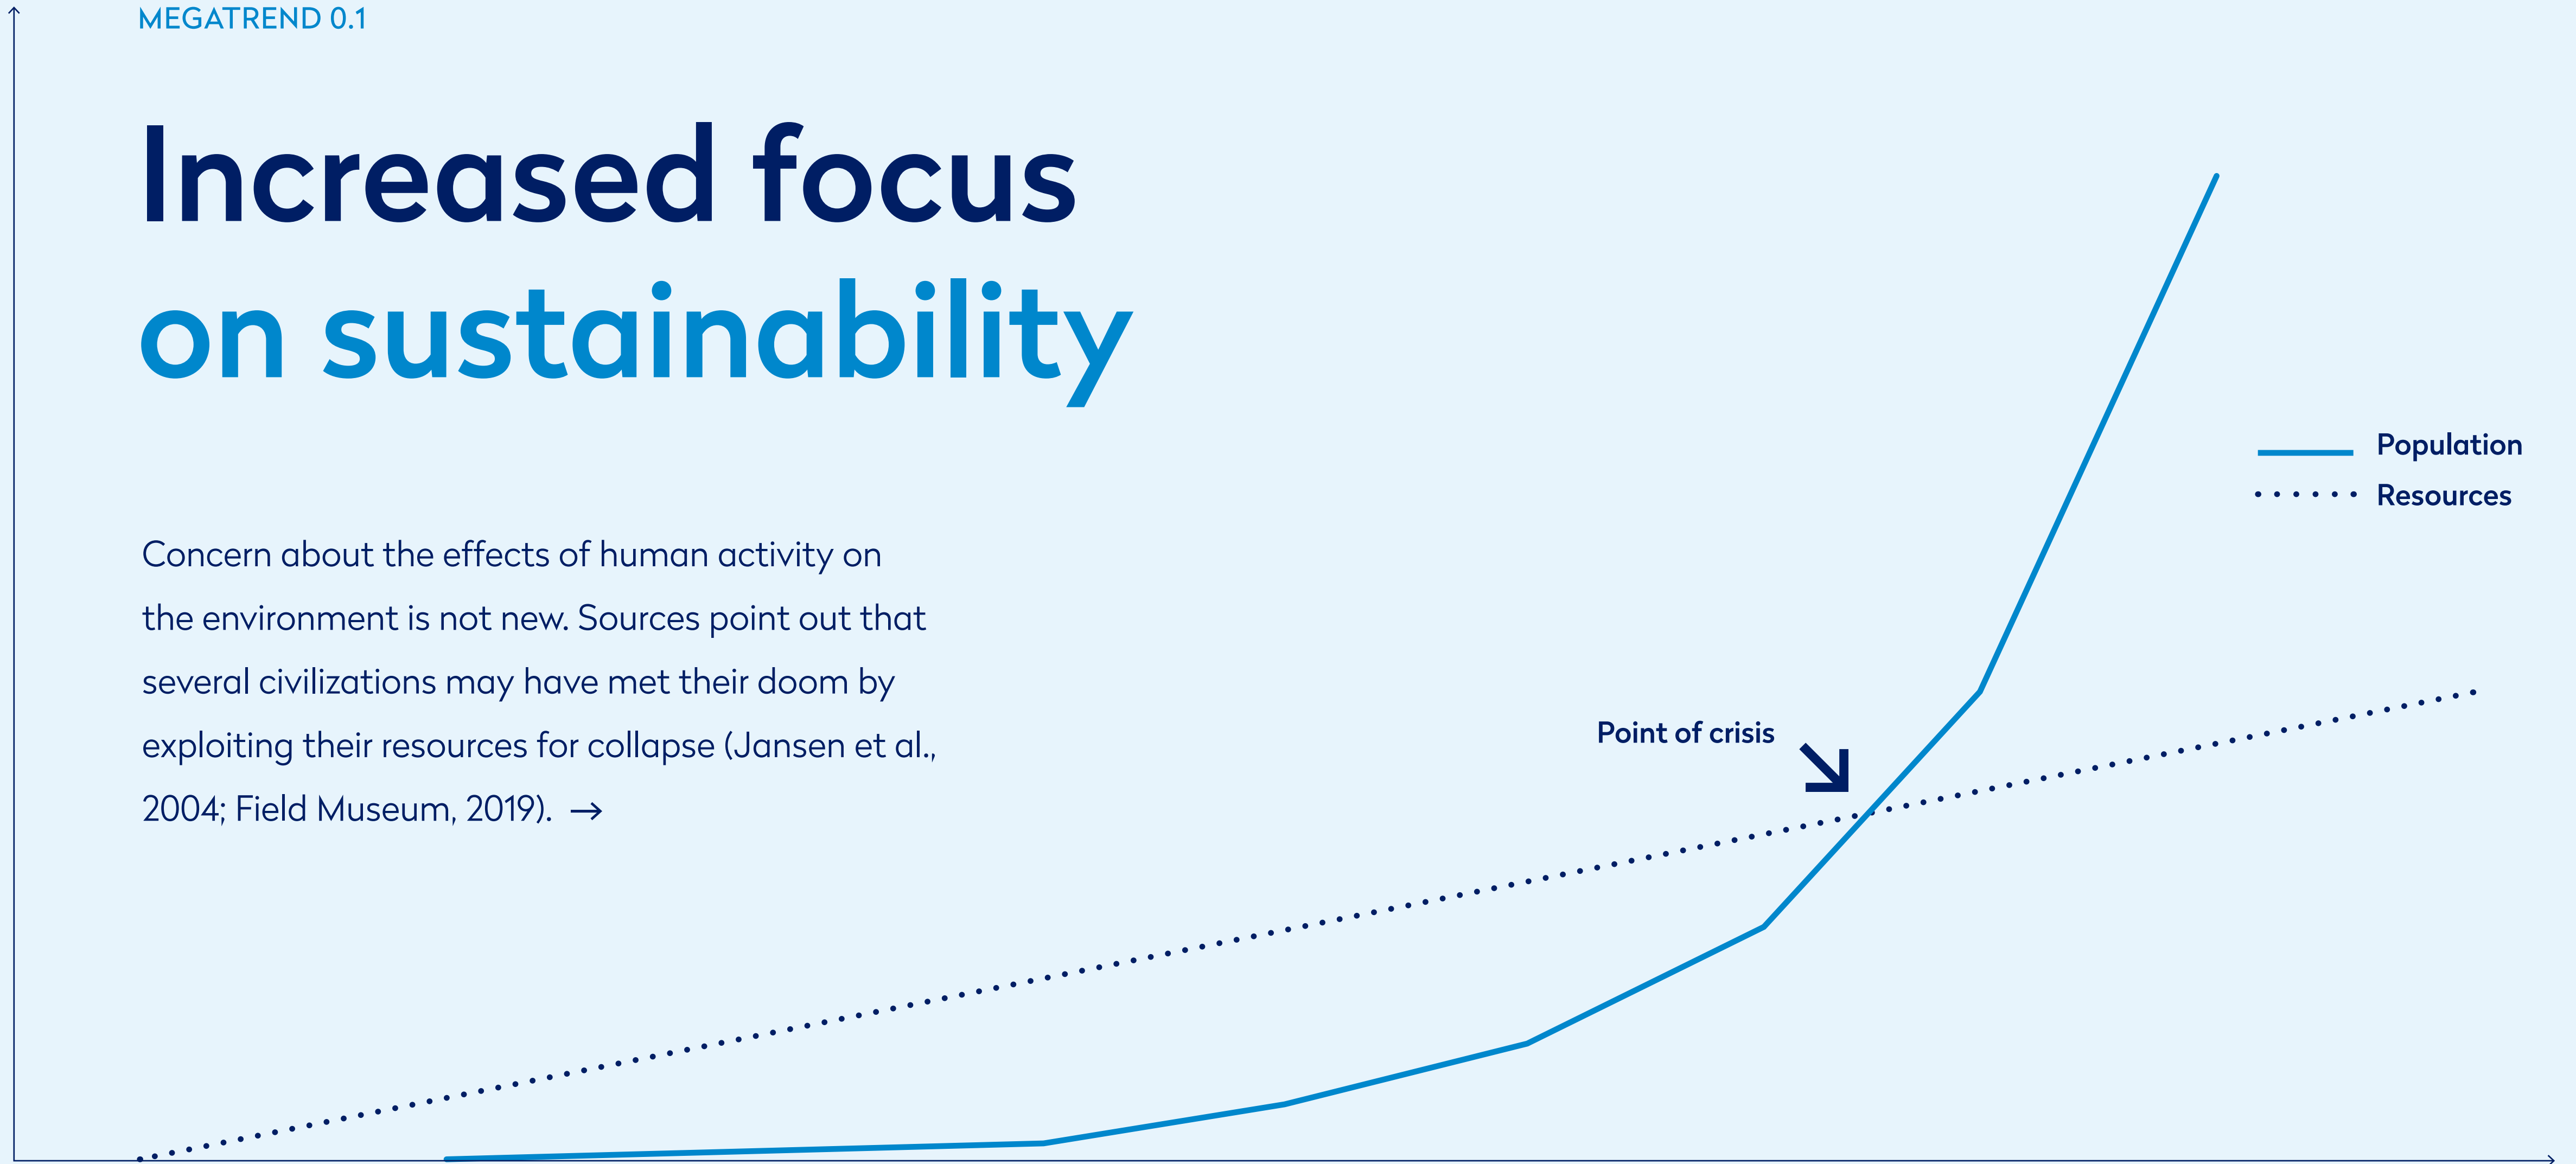 MEGATREND 0.1
Increased focus
on sustainability
Concern about the effects of human activity on
the environment is not new. Sources point out that
several civilizations may have met their doom by
exploiting their resources for collapse (Jansen et al.,
2004; Field Museum, 2019). →
Point of crisis
Population
Resources